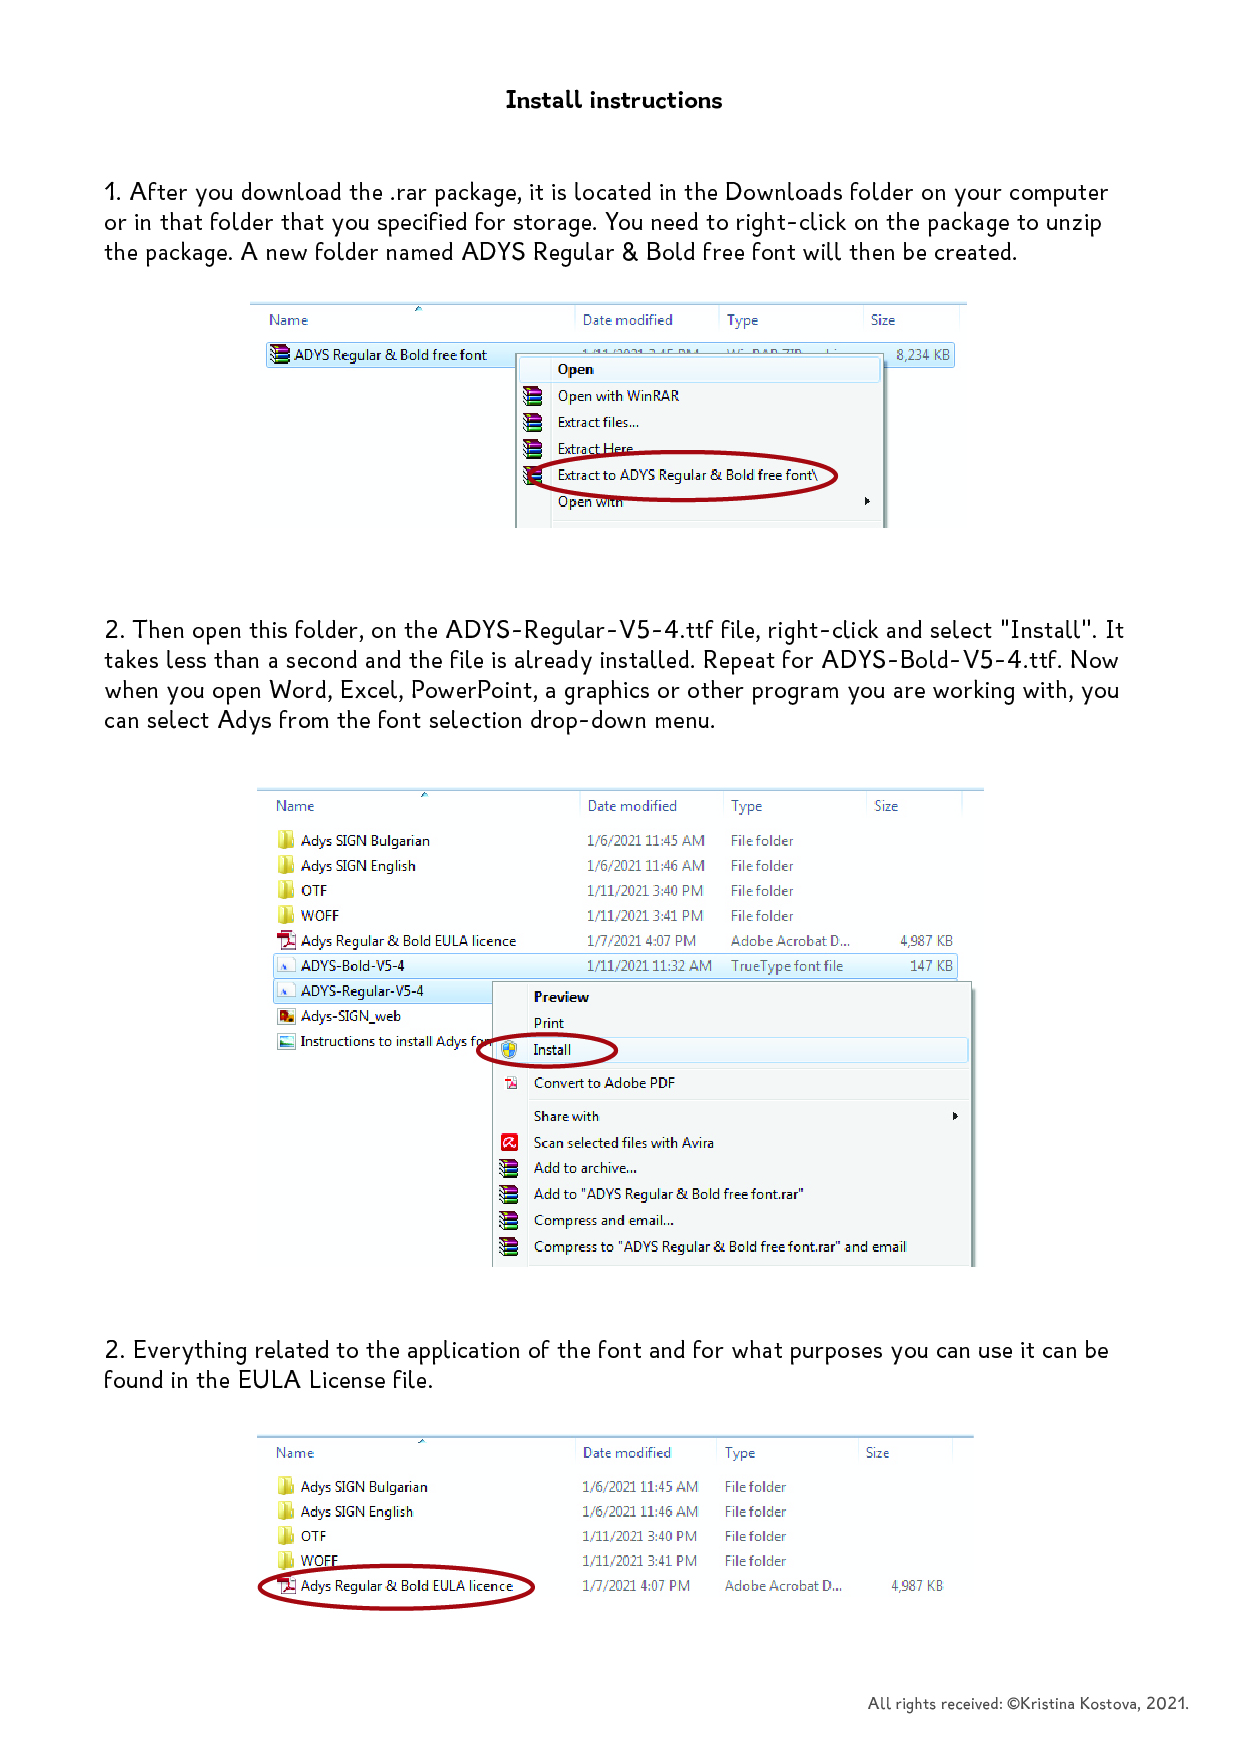 Install instructions
1. After you download the .rar package, it is located in the Downloads folder on your computer
or in that folder that you specified for storage. You need to right-click on the package to unzip
the package. A new folder named ADYS Regular & Bold free font will then be created.
Name Date modified Type Size
ADYS Regular & Bold free font 8,234 KB
Open
Open with WinRAR
Extract files...
Extract Here
Extract to ADYS Regular & Bold free font\
Open with
2. Then open this folder, on the ADYS-Regular-V5-4.ttf file, right-click and select "Install". It
takes less than a second and the file is already installed. Repeat for ADYS-Bold-V5-4.ttf. Now
when you open Word, Excel, PowerPoint, a graphics or other program you are working with, you
can select Adys from the font selection drop-down menu.
Name Date modified Type Size
Adys SIGN Bulgarian 1/6/2021 11:45 AM File folder
Adys SIGN English 1/6/2021 11:46 AM File folder
OTF 1/11/2021 3:40 PM File folder
WOFF 1/11/2021 3:41 PM File folder
Adys Regular & Bold EULA licence 1/7/2021 4:07 PM Adobe Acrobat D... 4,987 KB
ADYS-Bold-V5-4 1/11/2021 11:32 AM TrueType font file 147 KB
ADYS-Regular-V5-4
Adys-SIGN_web
Instructions to install Adys fon
Preview
Print
Install
Convert to Adobe PDF
Share with
Scan selected files with Avira
Add to archive...
Add to "ADYS Regular & Bold free font.rar"
Compress and email...
Compress to "ADYS Regular & Bold free font.rar" and email
2. Everything related to the application of the font and for what purposes you can use it can be
found in the EULA License file.
Name Date modified Type Size
Adys SIGN Bulgarian 1/6/2021 11:45 AM File folder
Adys SIGN English 1/6/2021 11:46 AM File folder
OTF 1/11/2021 3:40 PM File folder
WOFF 1/11/2021 3:41 PM File folder
Adys Regular & Bold EULA licence 1/7/2021 4:07 PM Adobe Acrobat D... 4,987 KB
All rights received: ©Kristina Kostova, 2021.